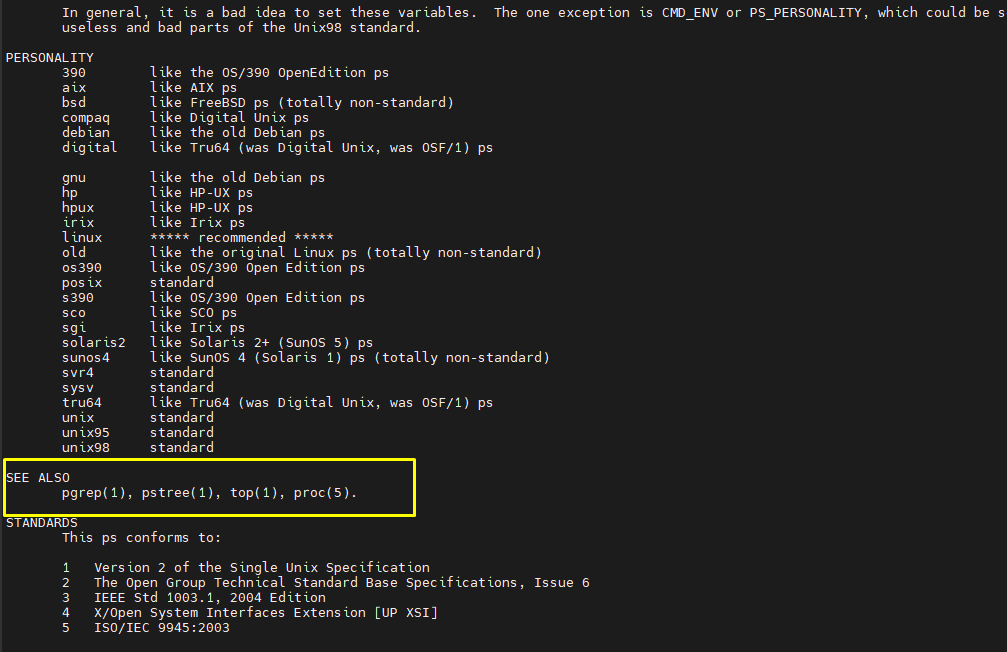 In general, it is a bad idea to set these variables.  The one exception is CMD_ENV or PS_PERSONALITY, which could be s
useless and bad parts of the Unix98 standard.
PERSONALITY
390        like the OS/390 OpenEdition ps
aix        like AIX ps
bsd        like FreeBSD ps (totally non-standard)
compaq     like Digital Unix ps
debian     like the old Debian ps
digital    like Tru64 (was Digital Unix, was OSF/1) ps
gnu        like the old Debian ps
hp         like HP-UX ps
hpux       like HP-UX ps
irix       like Irix ps
linux      ***** recommended *****
old        like the original Linux ps (totally non-standard)
os390      like OS/390 Open Edition ps
posix      standard
s390       like OS/390 Open Edition ps
sco        like SCO ps
sgi        like Irix ps
solaris2   like Solaris 2+ (SunOS 5) ps
sunos4     like SunOS 4 (Solaris 1) ps (totally non-standard)
svr4       standard
sysv       standard
tru64      like Tru64 (was Digital Unix, was OSF/1) ps
unix       standard
unix95     standard
unix98     standard
SEE ALSO
pgrep(1), pstree(1), top(1), proc(5).
STANDARDS
This ps conforms to:
1   Version 2 of the Single Unix Specification
2   The Open Group Technical Standard Base Specifications, Issue 6
3   IEEE Std 1003.1, 2004 Edition
4   X/Open System Interfaces Extension [UP XSI]
5   ISO/IEC 9945:2003